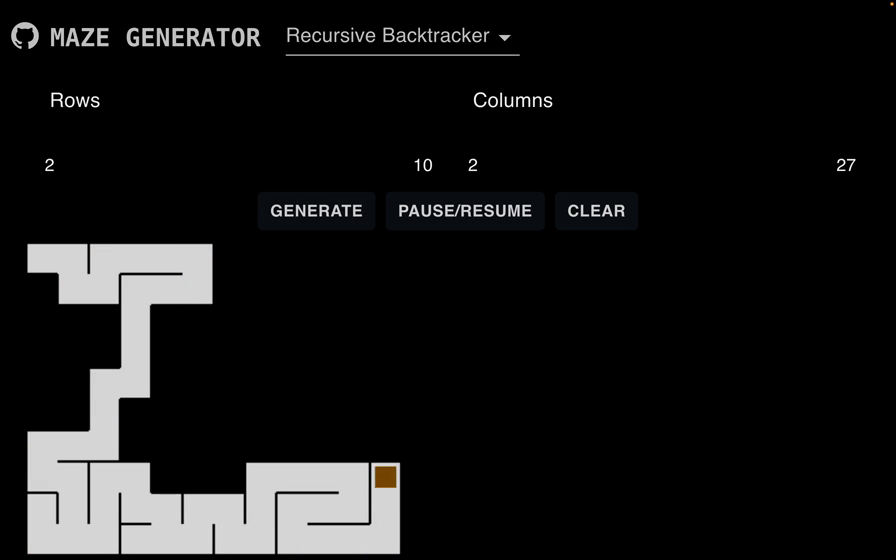 MAZE GENERATOR Recursive Backtracker
Rows Columns
2 10 2 27
GENERATE PAUSE/RESUME CLEAR